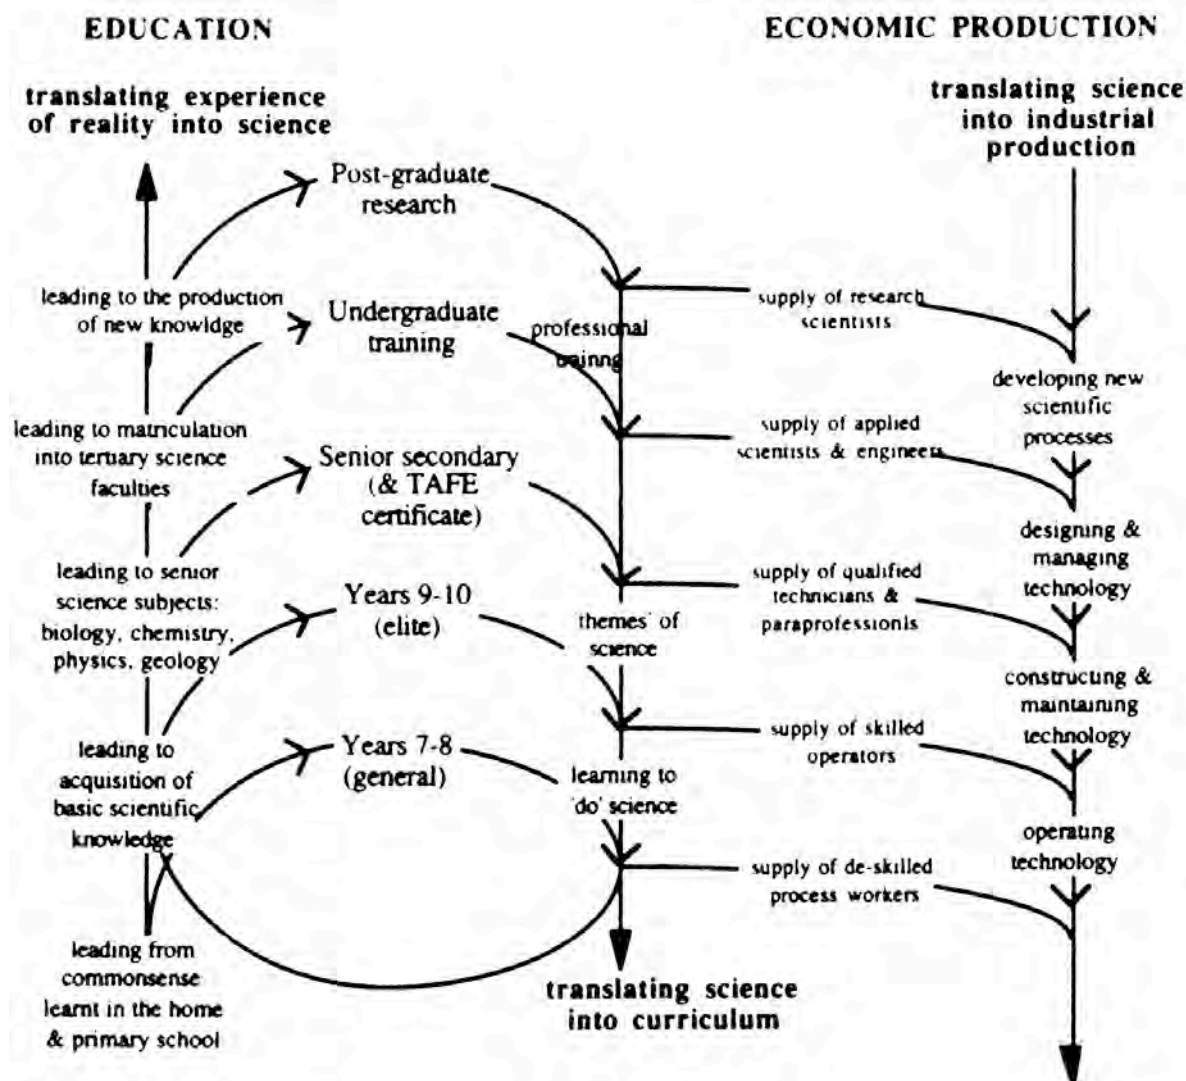 EDUCATION
ECONOMIC PRODUCTION
translating experience
of reality into science
translating science
into industrial
production
Post-graduate
research
leading to the production
of new knowldge
Undergraduate
training
professional
trainng
supply of research
scientists
developing new
scientific
processes
leading to matriculation
into tertiary science
faculties
Senior secondary
(& TAFE
certificate)
supply of applied
scientists & engineers
designing &
managing
technology
leading to senior
science subjects:
biology, chemistry,
physics, geology
Years 9-10
(elite)
themes' of
science
supply of qualified
technicians &
paraprofessionls
constructing &
maintaining
technology
leading to
acquisition of
basic scientific
knowledge
Years 7-8
(general)
learning to
'do' science
supply of skilled
operators
operating
technology
supply of de-skilled
process workers
leading from
commonsense
learnt in the home
& primary school
translating science
into curriculum